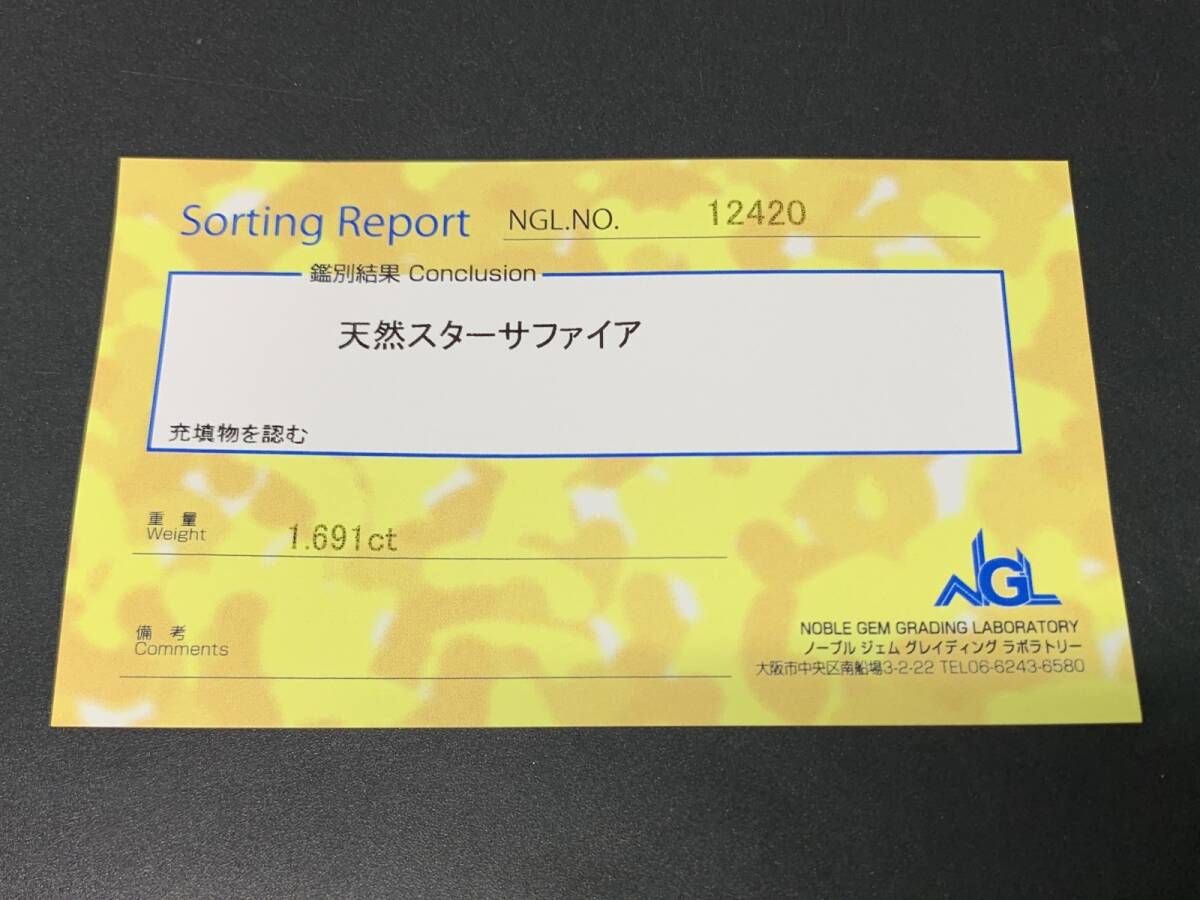 Sorting Report NGL.NO. 12420
鑑別結果 Conclusion
天然スターサファイア
充填物を認む
重量
Weight 1.691ct
備考
Comments
NGL
NOBLE GEM GRADING LABORATORY
ノーブル ジェム グレイディング ラボラトリー
大阪市中央区南船場3-2-22 TEL06-6243-6580